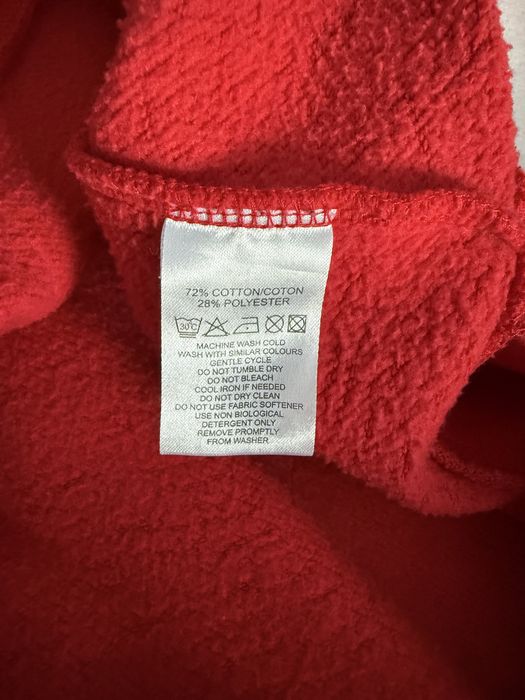 72% COTTON/COTON
28% POLYESTER
30°C
MACHINE WASH COLD
WASH WITH SIMILAR COLOURS
GENTLE CYCLE
DO NOT TUMBLE DRY
DO NOT BLEACH
COOL IRON IF NEEDED
DO NOT DRY CLEAN
DO NOT USE FABRIC SOFTENER
USE NON BIOLOGICAL
DETERGENT ONLY
REMOVE PROMPTLY
FROM WASHER